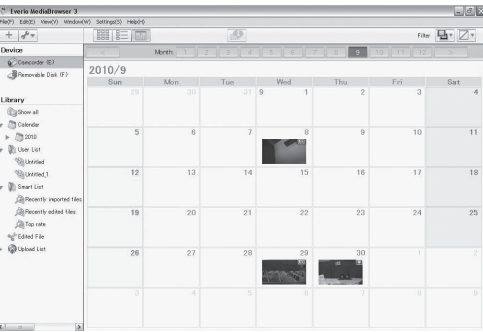 Everio MediaBrowser 3
File(F) Edit(E) View(V) Window(W) Settings(S) Help(H)
Filter
Device
Camcorder (E)
Removable Disk (F)
Library
Show all
Calendar
2010
User List
Untitled
Untitled_1
Smart List
Recently imported files
Recently edited files
Top rate
Edited File
Upload List
Month 1 2 3 4 5 6 7 8 9 10 11 12
2010/9
Sun Mon Tue Wed Thu Fri Sat
29 30 31 9 1 2 3 4
5 6 7 8 9 10 11
12 13 14 15 16 17 18
19 20 21 22 23 24 25
26 27 28 29 30 1 2
3 4 5 6 7 8 9